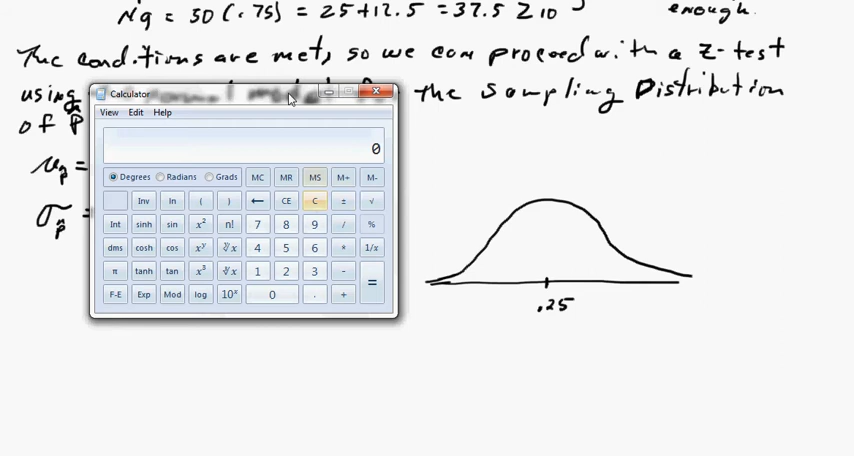 Nq = 50 (.75) = 25+12.5 = 37.5 ≥ 10 enough.
The conditions are met, so we can proceed with a z-test
using the sampling Distribution
of p
μp̂ =
σp̂ =
.25
Calculator
View Edit Help
0
Degrees Radians Grads MC MR MS M+ M-
Inv ln ( ) ← CE C ± √
Int sinh sin x² n! 7 8 9 / %
dms cosh cos xʸ ʸ√x 4 5 6 * 1/x
π tanh tan x³ ³√x 1 2 3 - =
F-E Exp Mod log 10ˣ 0 . +